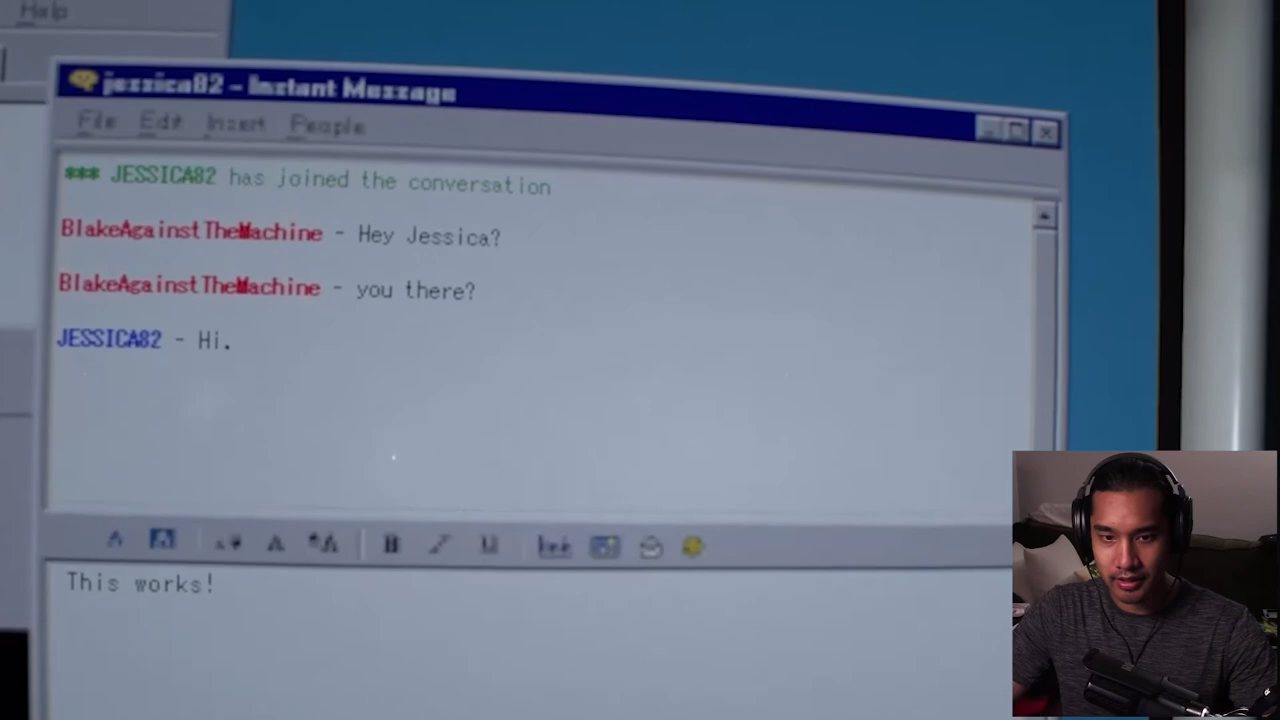 Help
jessica82 - Instant Message
File Edit Insert People
*** JESSICA82 has joined the conversation
BlakeAgainstTheMachine - Hey Jessica?
BlakeAgainstTheMachine - you there?
JESSICA82 - Hi.
A A A A A B I U link
This works!